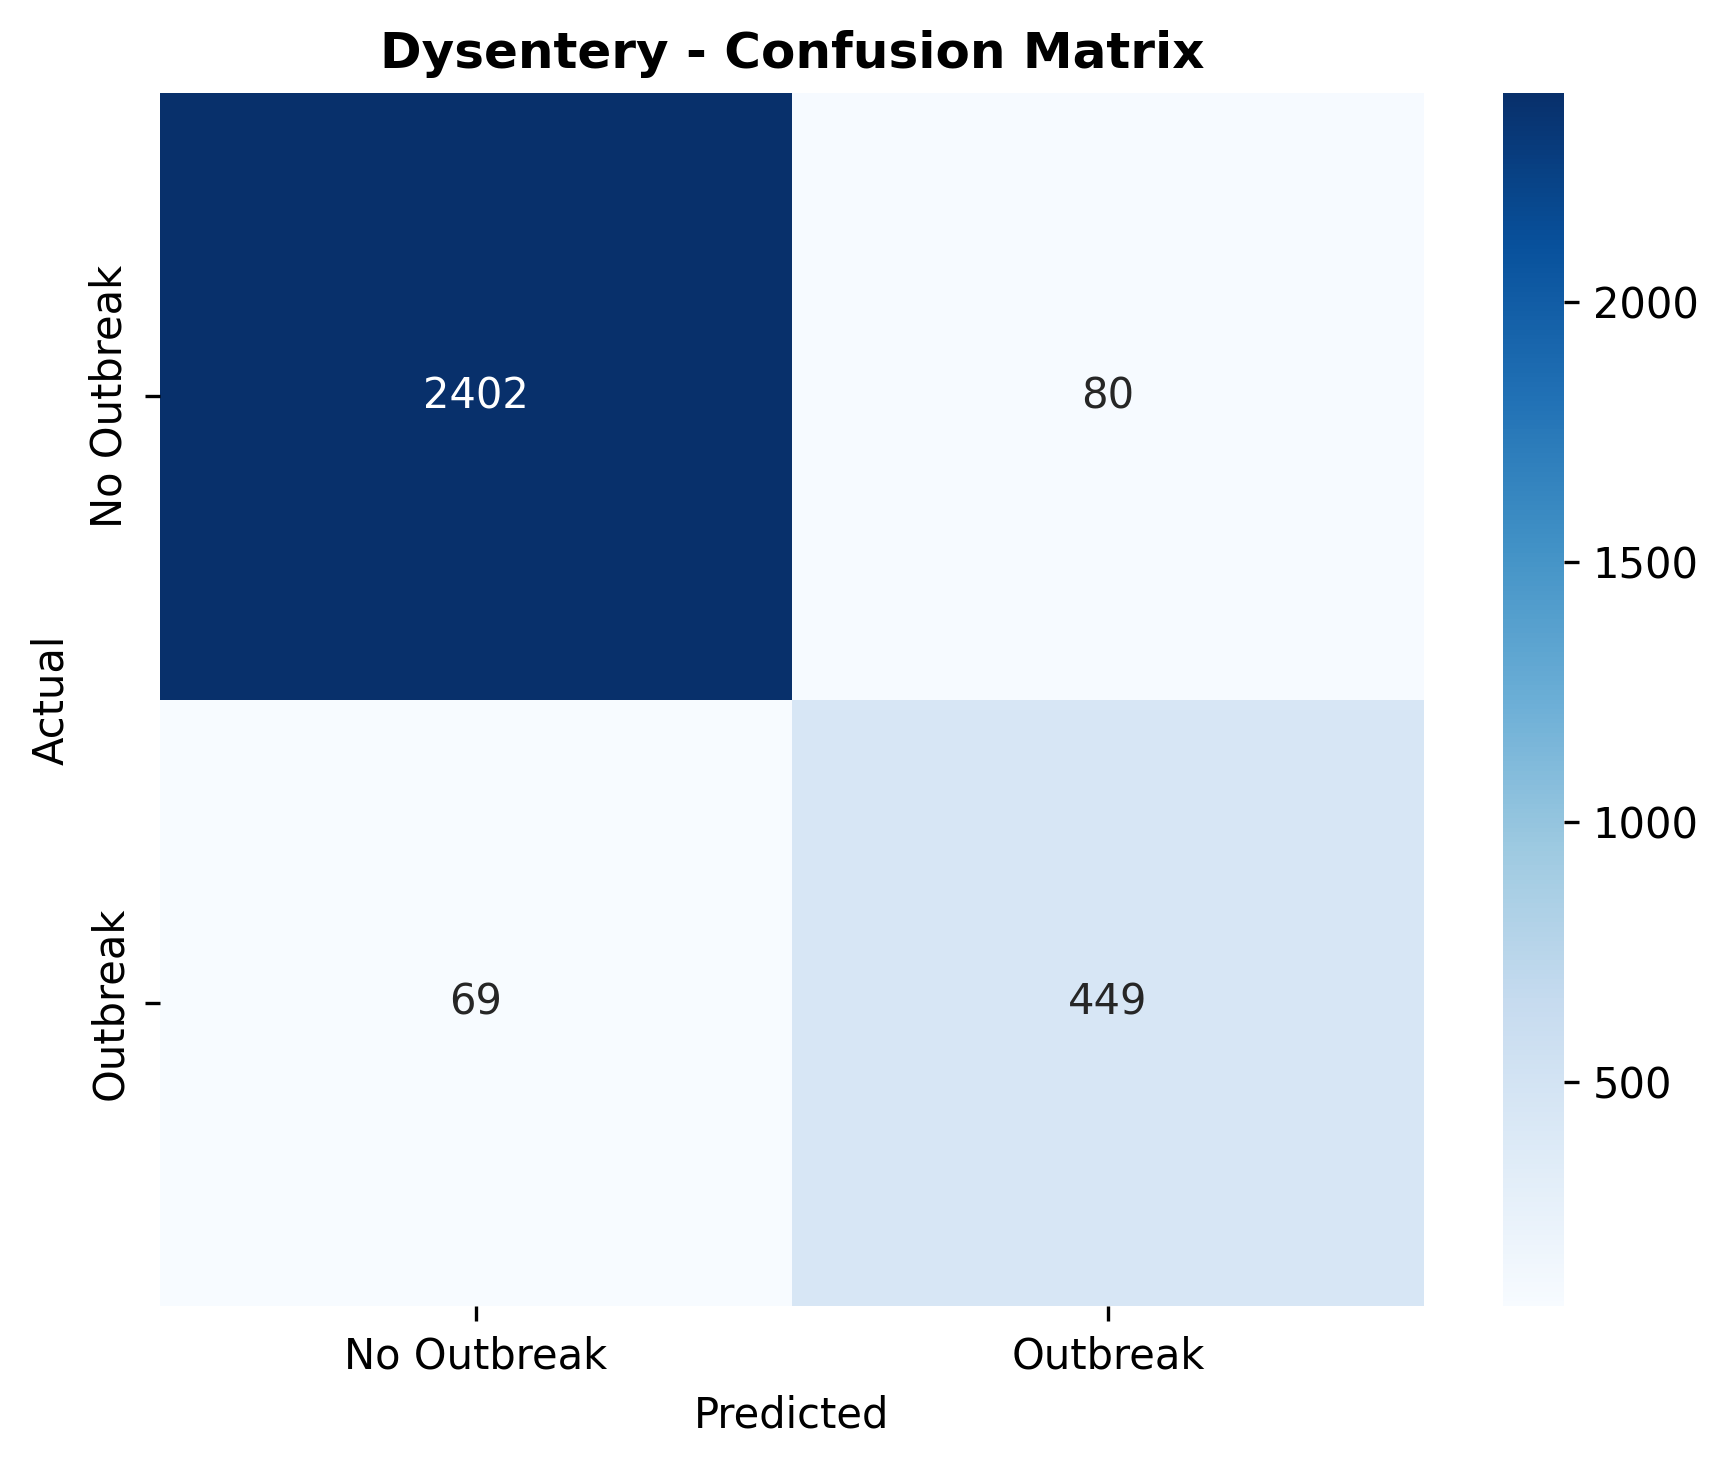 Dysentery - Confusion Matrix
Actual
No Outbreak
2402
80
Outbreak
69
449
No Outbreak
Outbreak
Predicted
2000
1500
1000
500